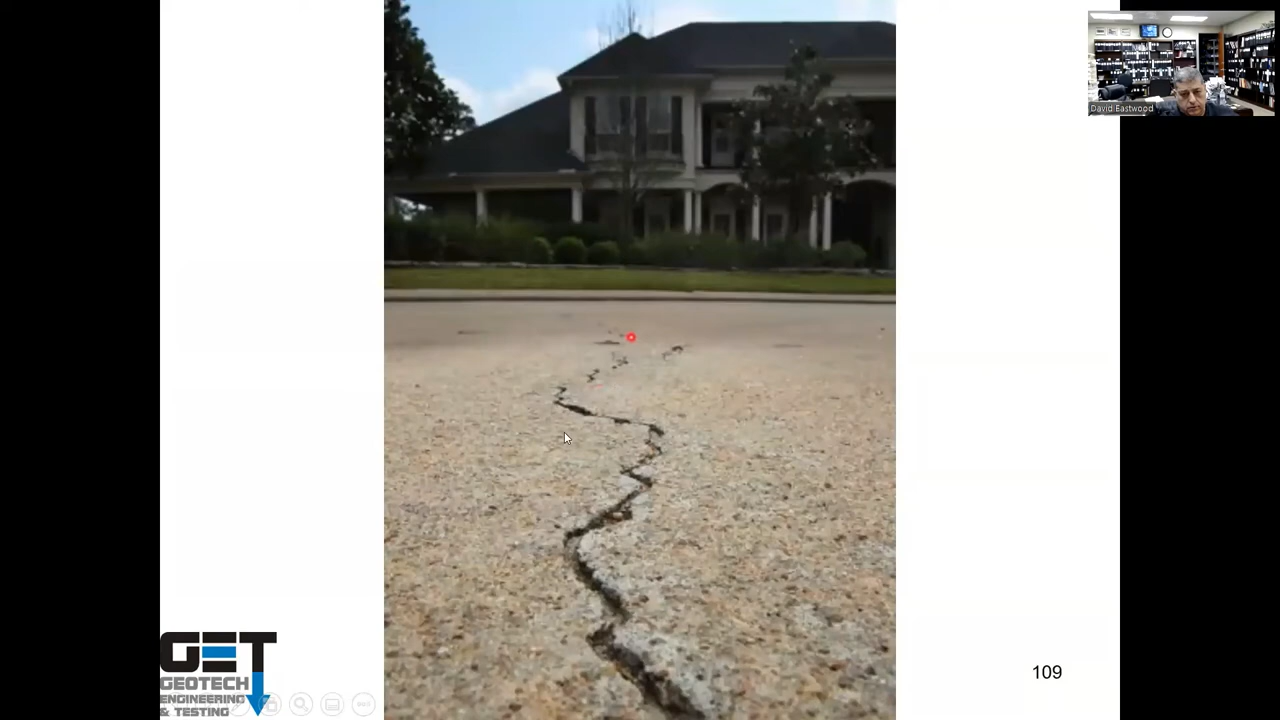 David Eastwood
GET
GEOTECH
ENGINEERING
& TESTING
109